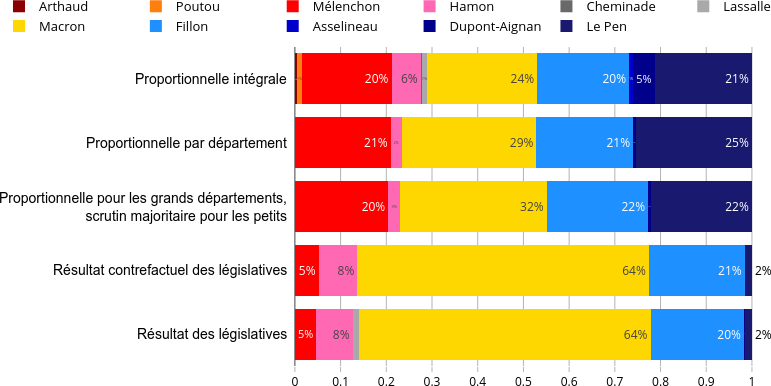 Arthaud Poutou Mélenchon Hamon Cheminade Lassalle
Macron Fillon Asselineau Dupont-Aignan Le Pen
Proportionnelle intégrale 20% 6% 24% 20% 5% 21%
Proportionnelle par département 21% 29% 21% 25%
Proportionnelle pour les grands départements,
scrutin majoritaire pour les petits 20% 32% 22% 22%
Résultat contrefactuel des législatives 5% 8% 64% 21% 2%
Résultat des législatives 5% 8% 64% 20% 2%
0 0.1 0.2 0.3 0.4 0.5 0.6 0.7 0.8 0.9 1